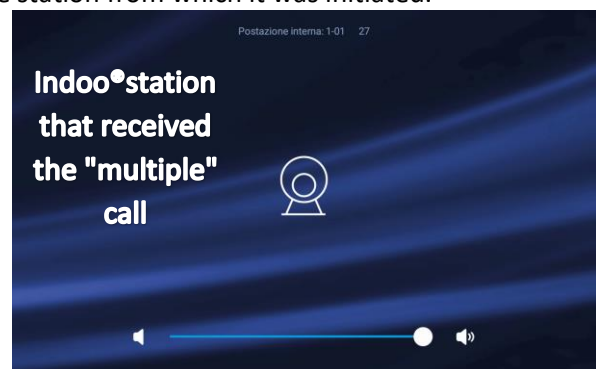 e station from which it was initiated.
Postazione interna: 1-01 27
Indoo®station
that received
the "multiple"
call